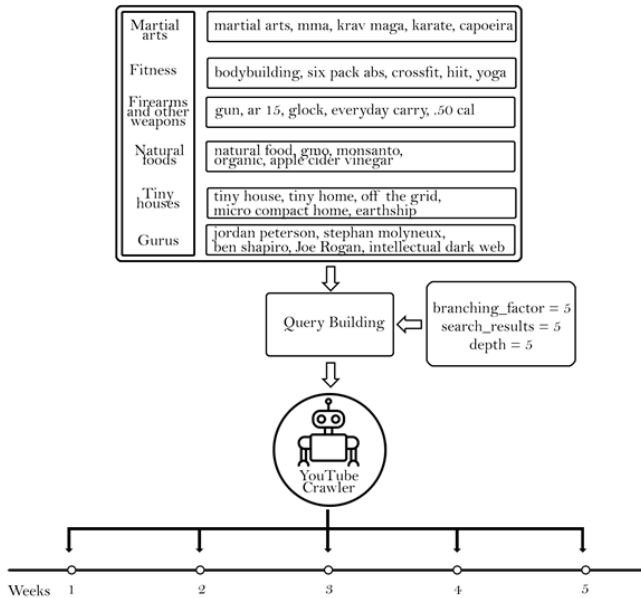 Martial
arts
martial arts, mma, krav maga, karate, capoeira
Fitness
bodybuilding, six pack abs, crossfit, hiit, yoga
Firearms
and other
weapons
gun, ar 15, glock, everyday carry, .50 cal
Natural
foods
natural food, gmo, monsanto,
organic, apple cider vinegar
Tiny
houses
tiny house, tiny home, off the grid,
micro compact home, earthship
Gurus
jordan peterson, stephan molyneux,
ben shapiro, Joe Rogan, intellectual dark web
Query Building
branching_factor = 5
search_results = 5
depth = 5
YouTube
Crawler
Weeks 1 2 3 4 5